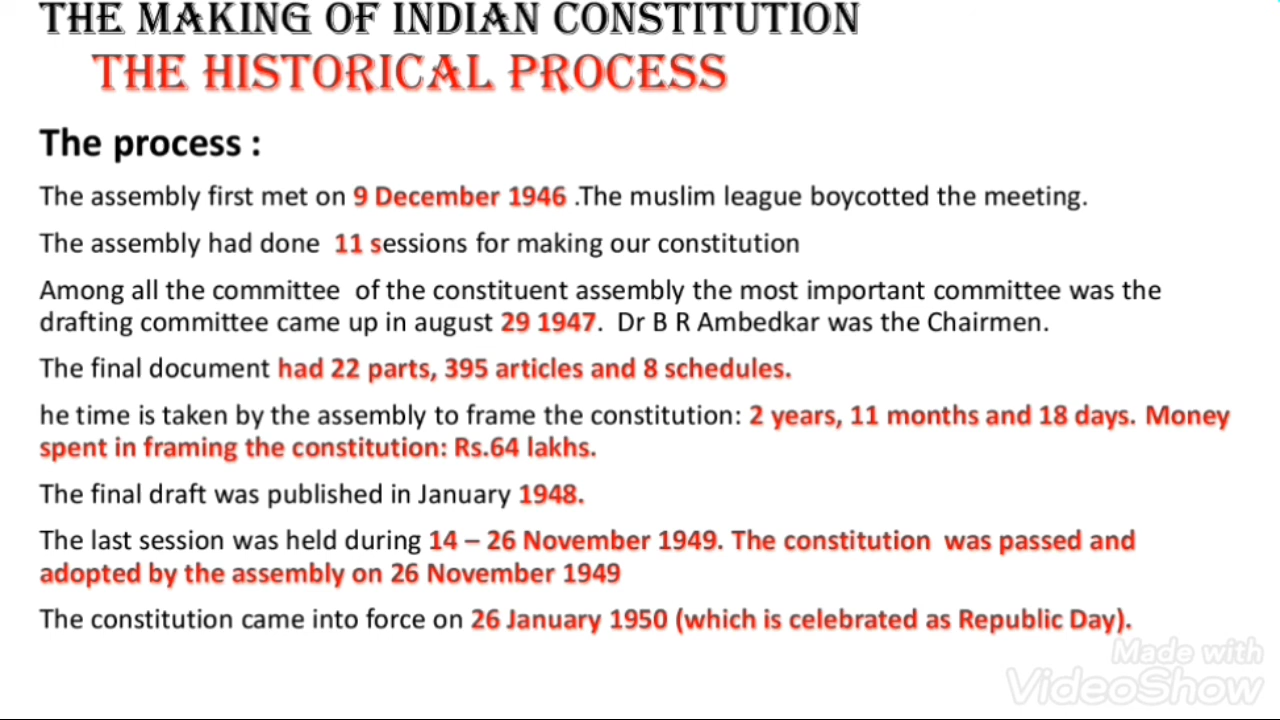 THE MAKING OF INDIAN CONSTITUTION
THE HISTORICAL PROCESS
The process :
The assembly first met on 9 December 1946 .The muslim league boycotted the meeting.
The assembly had done 11 sessions for making our constitution
Among all the committee of the constituent assembly the most important committee was the
drafting committee came up in august 29 1947. Dr B R Ambedkar was the Chairmen.
The final document had 22 parts, 395 articles and 8 schedules.
he time is taken by the assembly to frame the constitution: 2 years, 11 months and 18 days. Money
spent in framing the constitution: Rs.64 lakhs.
The final draft was published in January 1948.
The last session was held during 14 – 26 November 1949. The constitution was passed and
adopted by the assembly on 26 November 1949
The constitution came into force on 26 January 1950 (which is celebrated as Republic Day).
Made with
VideoShow